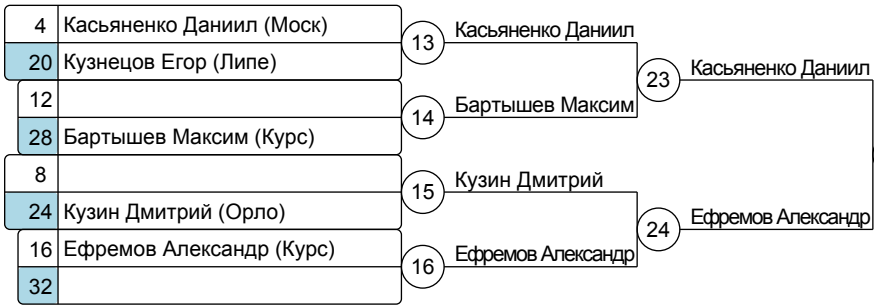 4 Касьяненко Даниил (Моск)
20 Кузнецов Егор (Липе)
13 Касьяненко Даниил
12
28 Бартышев Максим (Курс)
14 Бартышев Максим
23 Касьяненко Даниил
8
24 Кузин Дмитрий (Орло)
15 Кузин Дмитрий
16 Ефремов Александр (Курс)
32
16 Ефремов Александр
24 Ефремов Александр